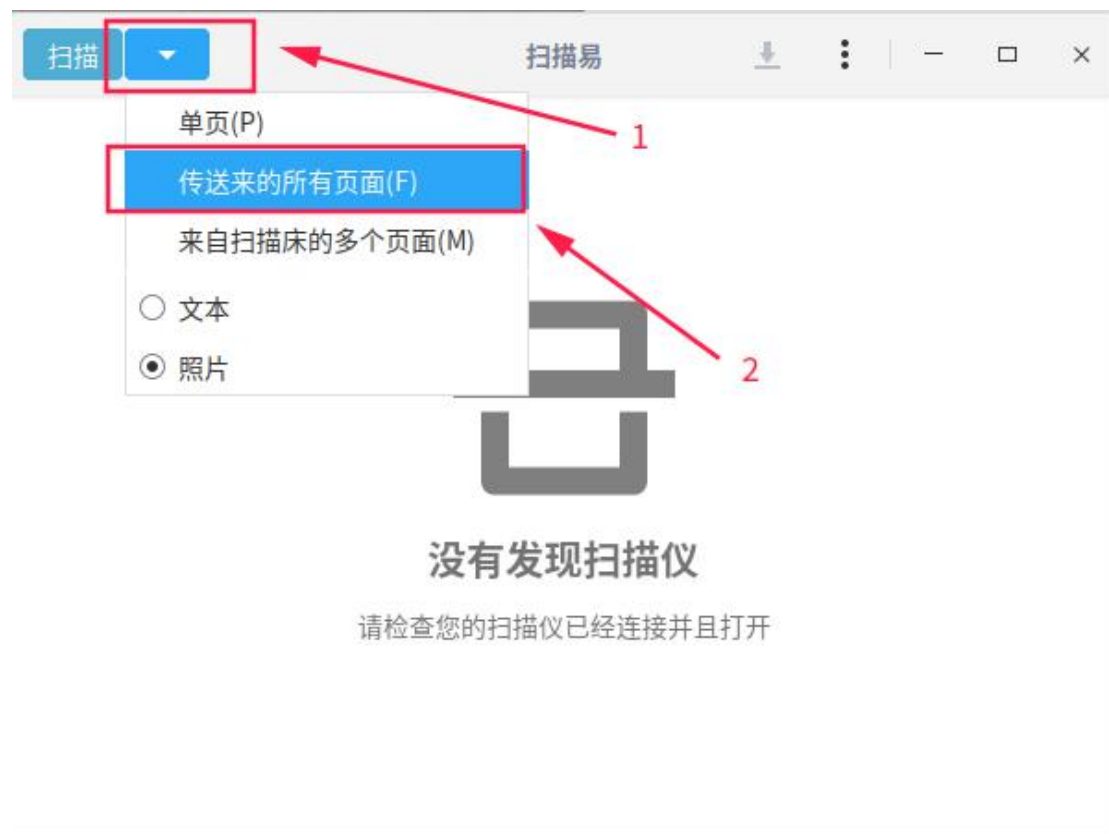 扫描
扫描易
1
单页(P)
传送来的所有页面(F)
来自扫描床的多个页面(M)
文本
照片
2
没有发现扫描仪
请检查您的扫描仪已经连接并且打开